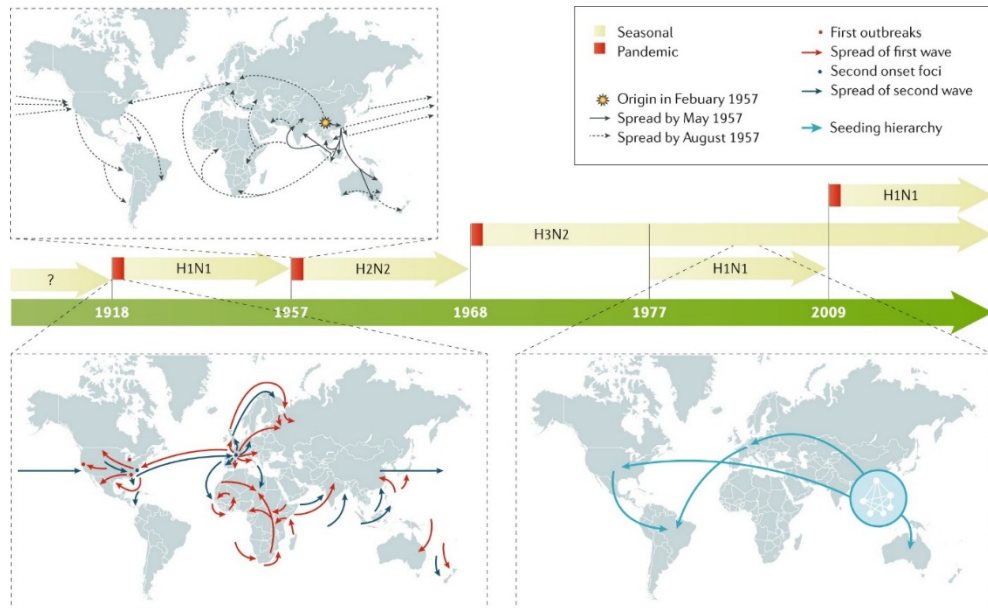 Seasonal
Pandemic
Origin in Febuary 1957
Spread by May 1957
Spread by August 1957
First outbreaks
Spread of first wave
Second onset foci
Spread of second wave
Seeding hierarchy
H1N1
H3N2
? H1N1 H2N2 H1N1
1918 1957 1968 1977 2009